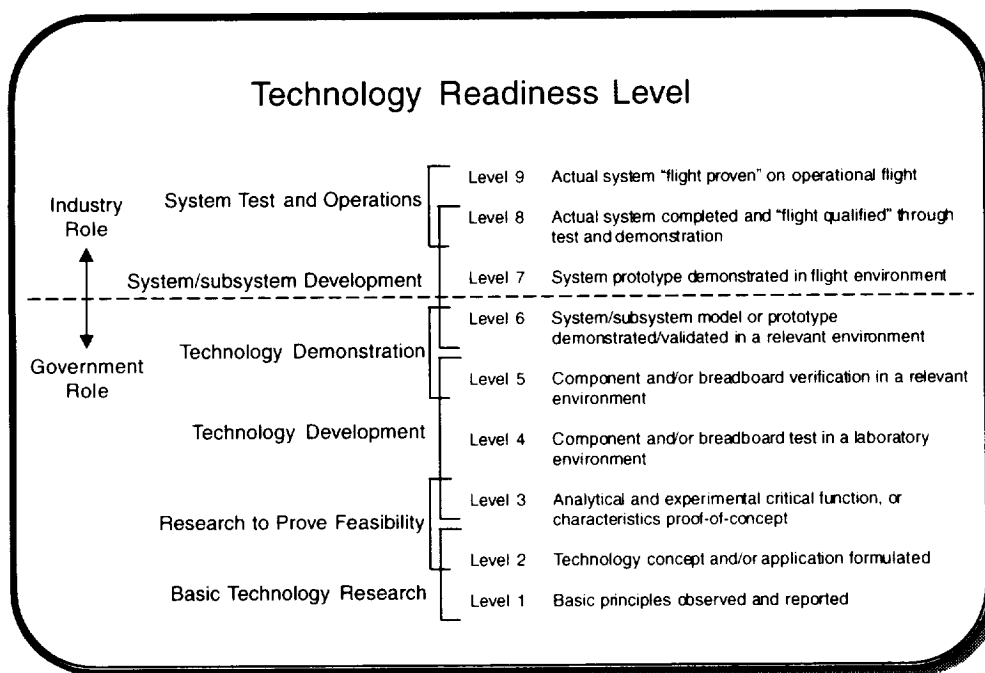 Technology Readiness Level
Industry
Role
Government
Role
System Test and Operations
System/subsystem Development
Technology Demonstration
Technology Development
Research to Prove Feasibility
Basic Technology Research
Level 9 Actual system "flight proven" on operational flight
Level 8 Actual system completed and "flight qualified" through
test and demonstration
Level 7 System prototype demonstrated in flight environment
Level 6 System/subsystem model or prototype
demonstrated/validated in a relevant environment
Level 5 Component and/or breadboard verification in a relevant
environment
Level 4 Component and/or breadboard test in a laboratory
environment
Level 3 Analytical and experimental critical function, or
characteristics proof-of-concept
Level 2 Technology concept and/or application formulated
Level 1 Basic principles observed and reported